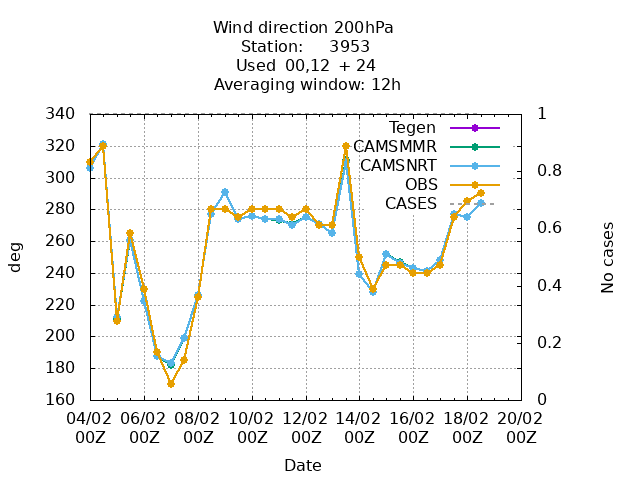 Wind direction 200hPa
Station: 3953
Used 00,12 + 24
Averaging window: 12h
340 1
320
300 0.8
280
260 0.6
240 0.4
220
200 0.2
180
160 0
deg
No cases
Tegen
CAMSMMR
CAMSNRT
OBS
CASES
04/02 06/02 08/02 10/02 12/02 14/02 16/02 18/02 20/02
00Z 00Z 00Z 00Z 00Z 00Z 00Z 00Z 00Z
Date